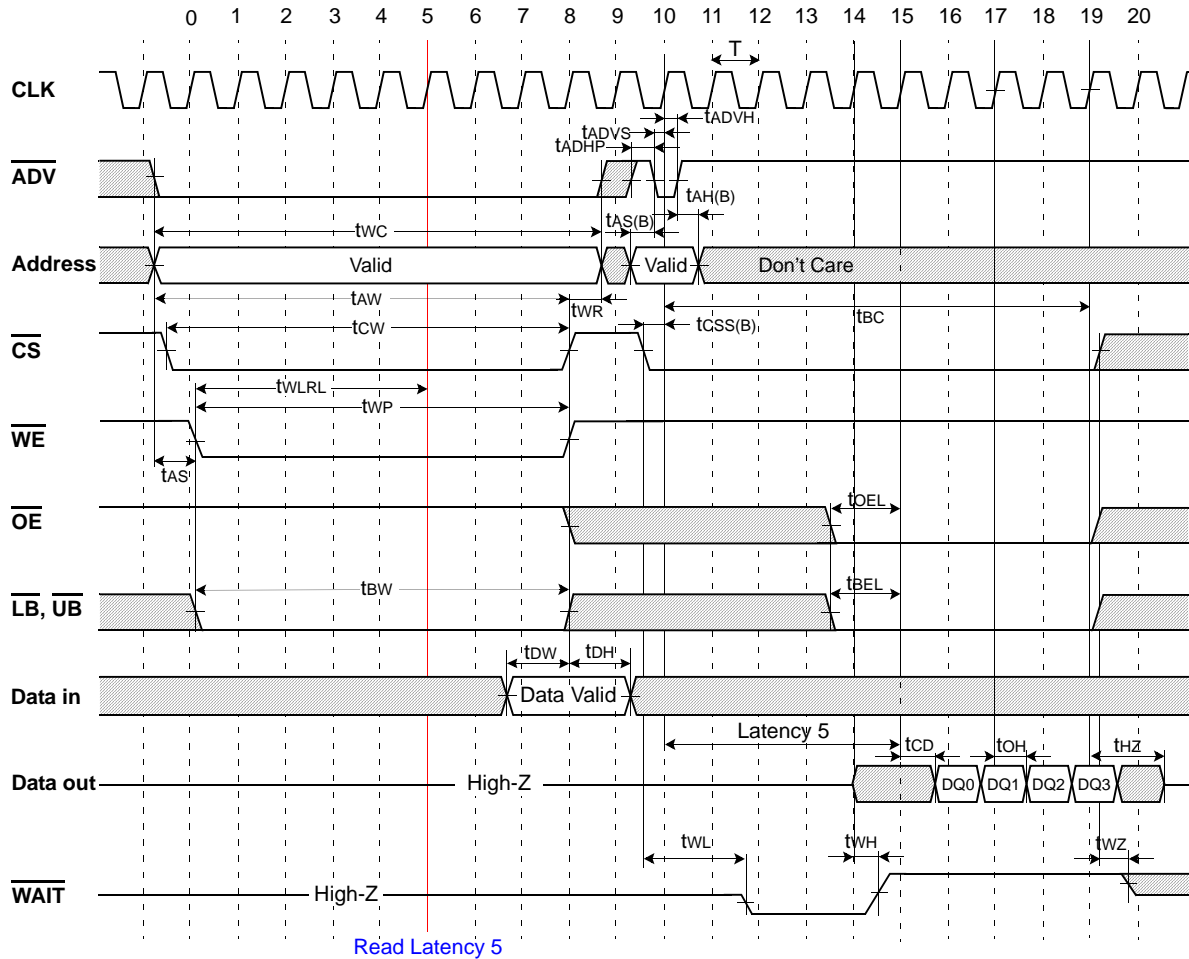 0 1 2 3 4 5 6 7 8 9 10 11 12 13 14 15 16 17 18 19 20
T
CLK
tADVH
tADVS
tADHP
ADV
tAH(B)
tAS(B)
tWC
Address Valid Valid Don't Care
tAW tWR tBC
tCW tCSS(B)
CS
tWLRL
tWP
WE
tAS
tOEL
OE
tBW tBEL
LB, UB
tDW tDH
Data in Data Valid
Latency 5
tCD tOH tHZ
Data out High-Z DQ0 DQ1 DQ2 DQ3
tWL tWH tWZ
WAIT High-Z
Read Latency 5